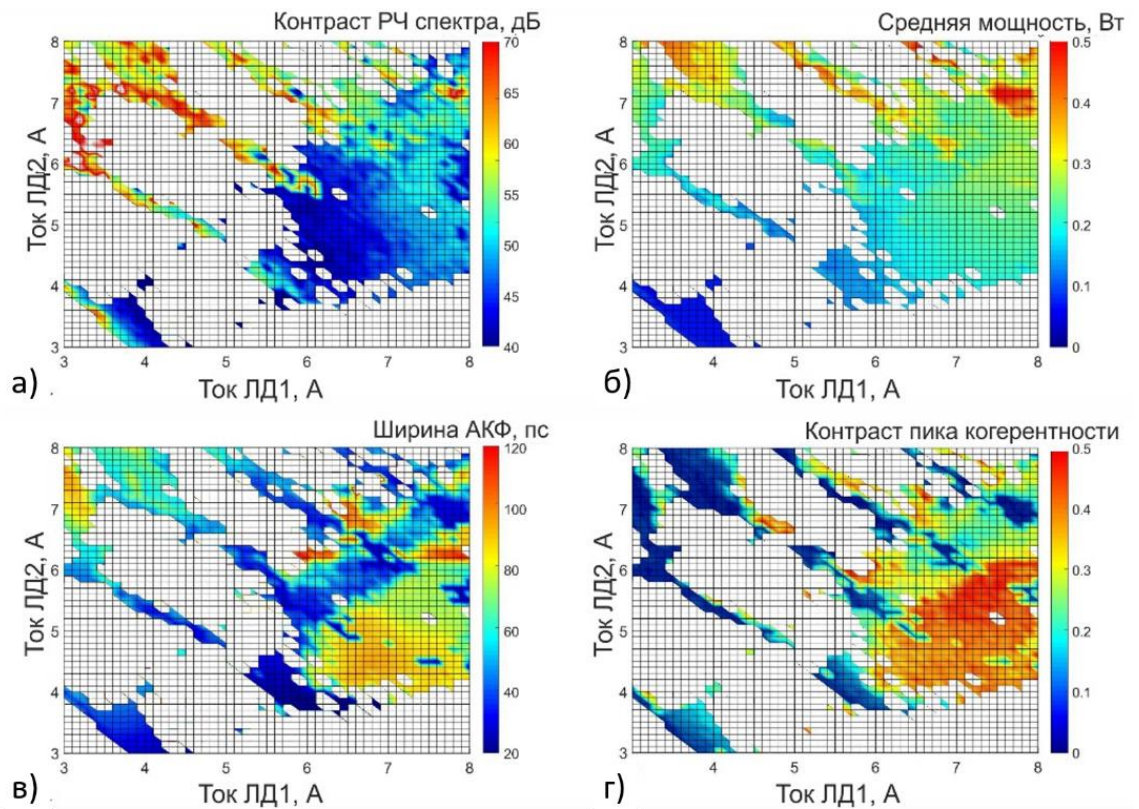 Контраст РЧ спектра, дБ
8
7
6
5
4
3
Ток ЛД2, А
3 4 5 6 7 8
Ток ЛД1, А
70
65
60
55
50
45
40
а)
Средняя мощность, Вт
8
7
6
5
4
3
Ток ЛД2, А
3 4 5 6 7 8
Ток ЛД1, А
0.5
0.4
0.3
0.2
0.1
0
б)
Ширина АКФ, пс
8
7
6
5
4
3
Ток ЛД2, А
3 4 5 6 7 8
Ток ЛД1, А
120
100
80
60
40
20
в)
Контраст пика когерентности
8
7
6
5
4
3
Ток ЛД2, А
4 5 6 7 8
Ток ЛД1, А
0.5
0.4
0.3
0.2
0.1
0
г)